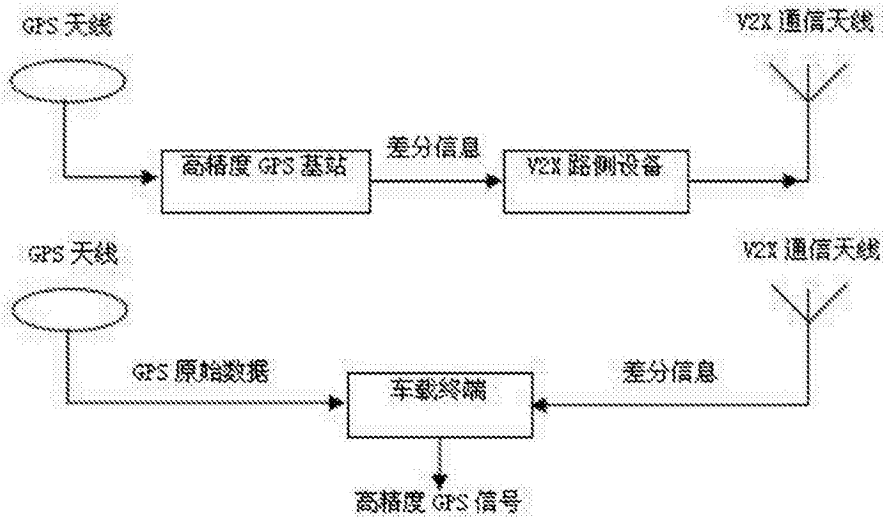 GPS 天线
V2X 通信天线
差分信息
高精度 GPS 基站
V2X 路侧设备
GPS 天线
V2X 通信天线
GPS 原始数据
差分信息
车载终端
高精度 GPS 信号